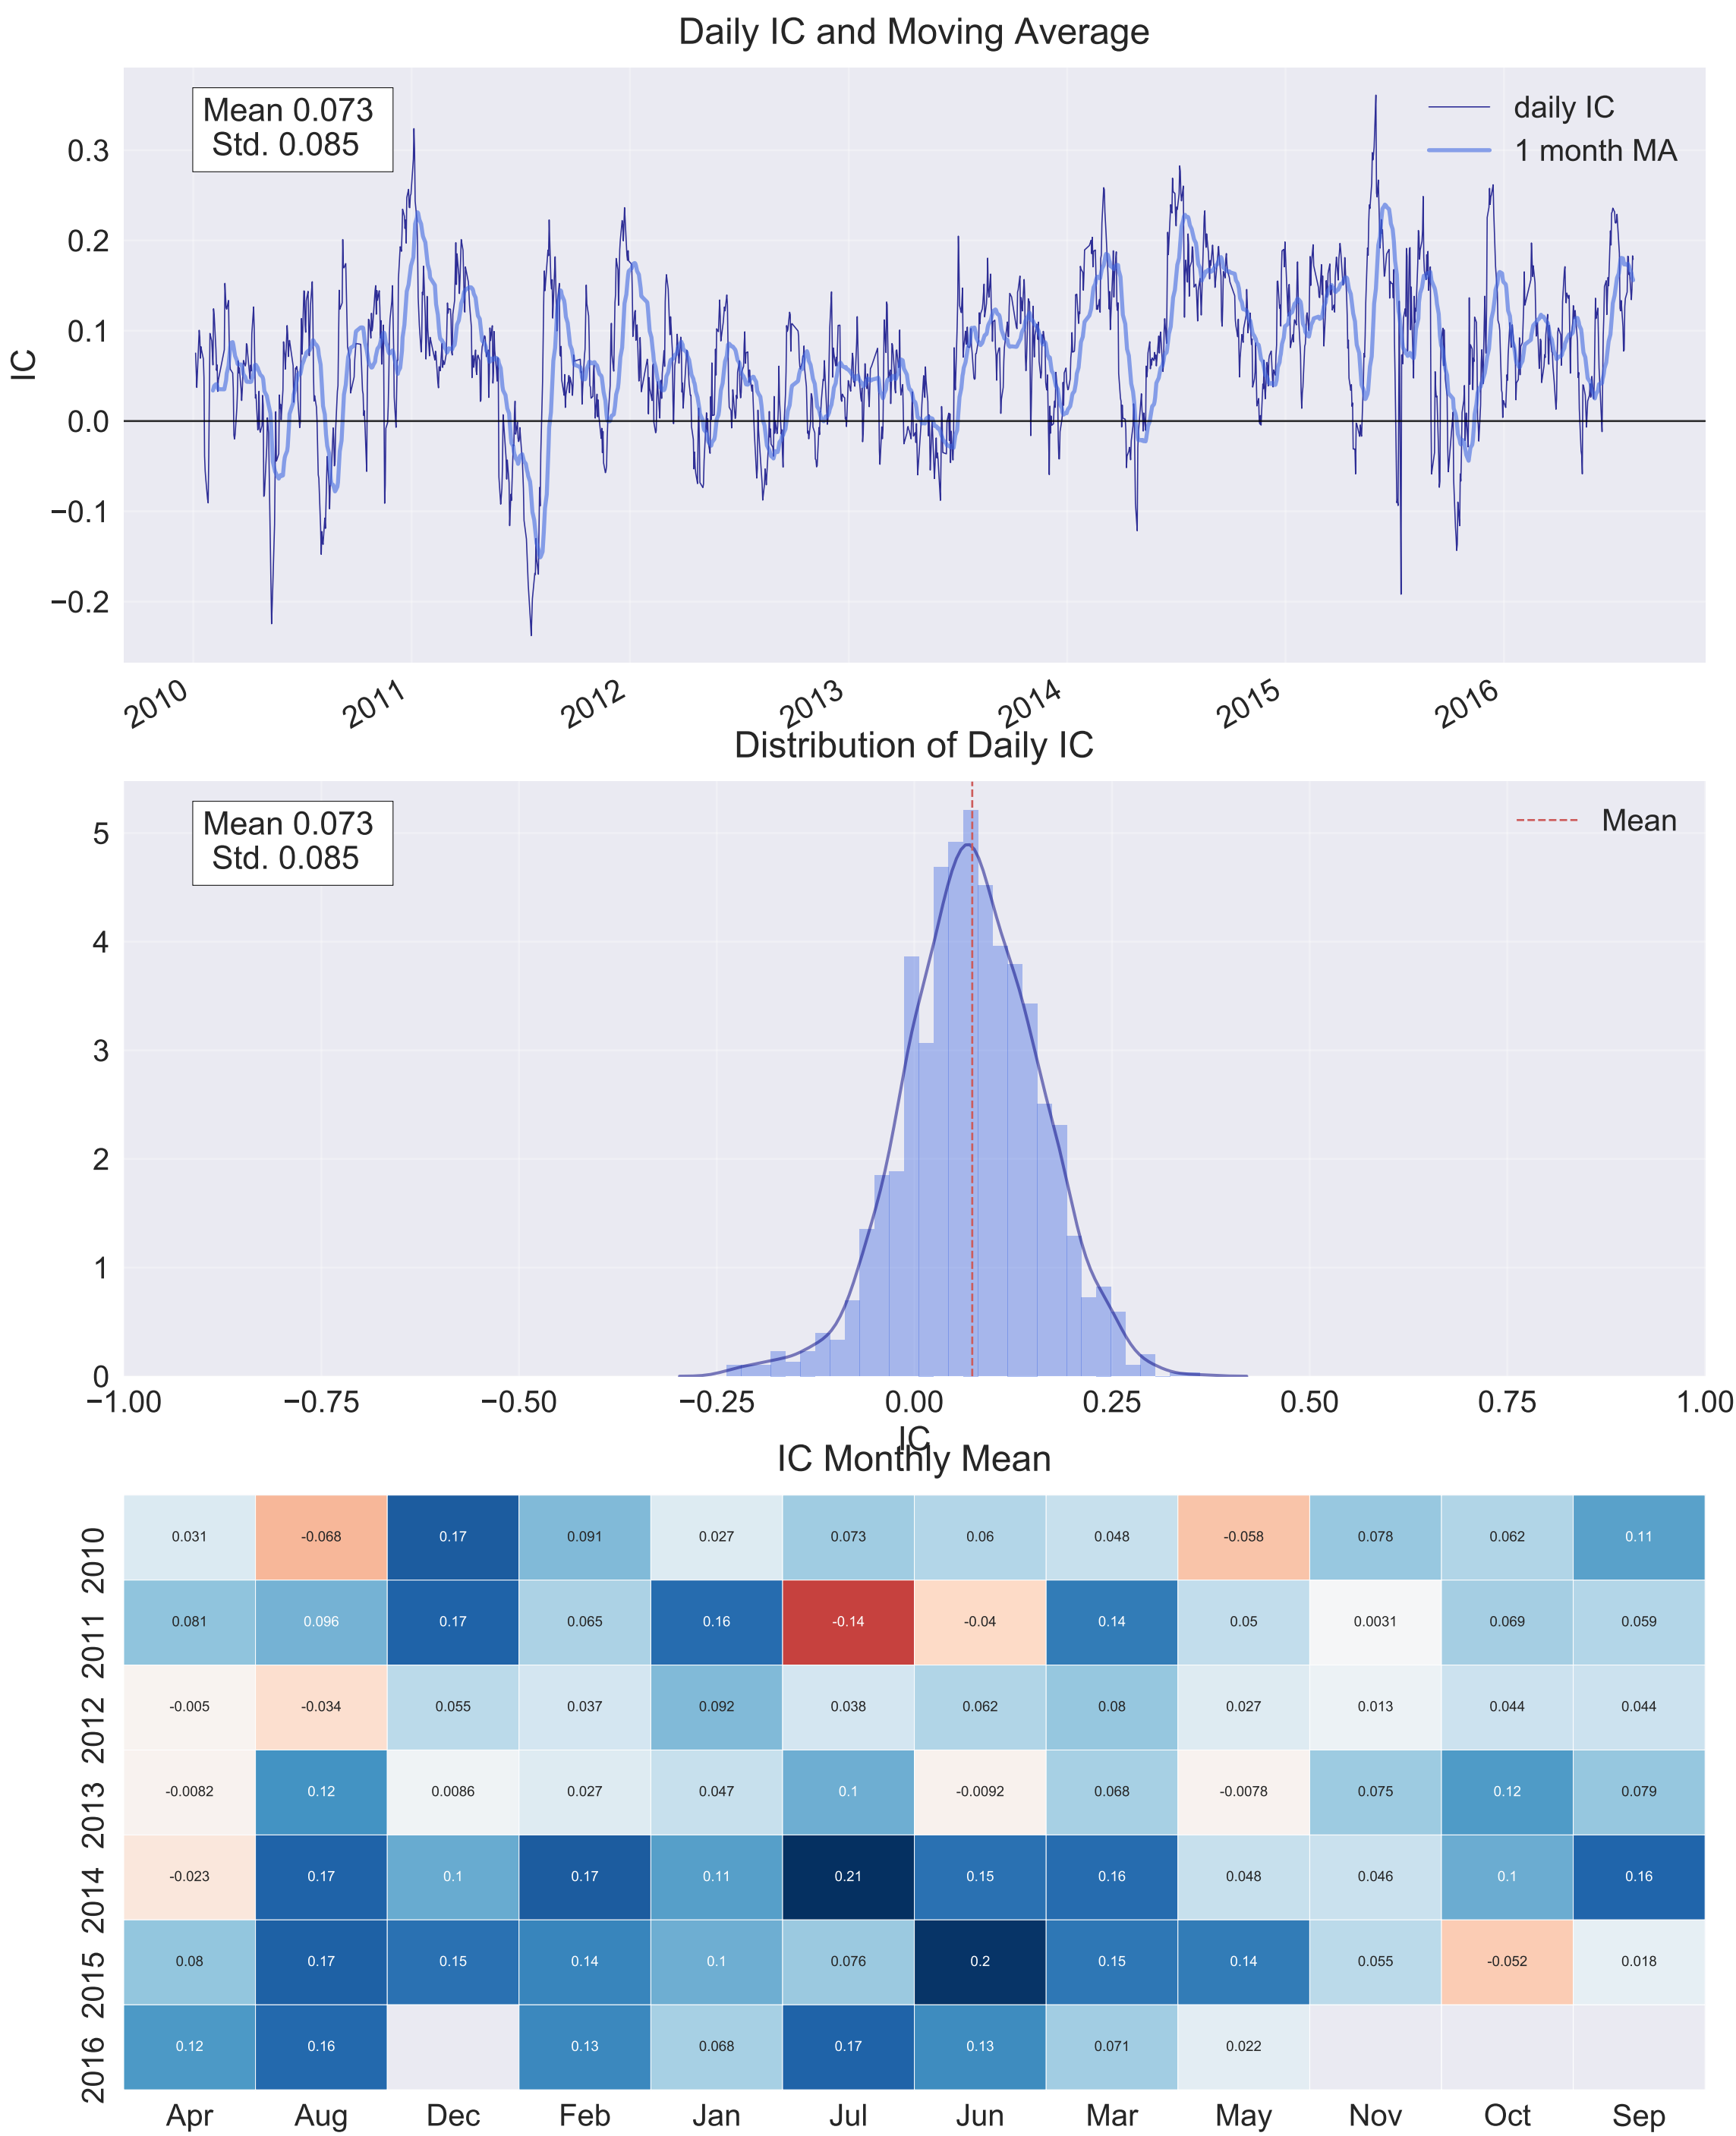 Daily IC and Moving Average
Mean 0.073
Std. 0.085
daily IC
1 month MA
IC
0.3
0.2
0.1
0.0
−0.1
−0.2
2010 2011 2012 2013 2014 2015 2016
Distribution of Daily IC
Mean 0.073
Std. 0.085
Mean
5
4
3
2
1
0
−1.00 −0.75 −0.50 −0.25 0.00 0.25 0.50 0.75 1.00
IC
IC Monthly Mean
2010 0.031 -0.068 0.17 0.091 0.027 0.073 0.06 0.048 -0.058 0.078 0.062 0.11
2011 0.081 0.096 0.17 0.065 0.16 -0.14 -0.04 0.14 0.05 0.0031 0.069 0.059
2012 -0.005 -0.034 0.055 0.037 0.092 0.038 0.062 0.08 0.027 0.013 0.044 0.044
2013 -0.0082 0.12 0.0086 0.027 0.047 0.1 -0.0092 0.068 -0.0078 0.075 0.12 0.079
2014 -0.023 0.17 0.1 0.17 0.11 0.21 0.15 0.16 0.048 0.046 0.1 0.16
2015 0.08 0.17 0.15 0.14 0.1 0.076 0.2 0.15 0.14 0.055 -0.052 0.018
2016 0.12 0.16 0.13 0.068 0.17 0.13 0.071 0.022
Apr Aug Dec Feb Jan Jul Jun Mar May Nov Oct Sep